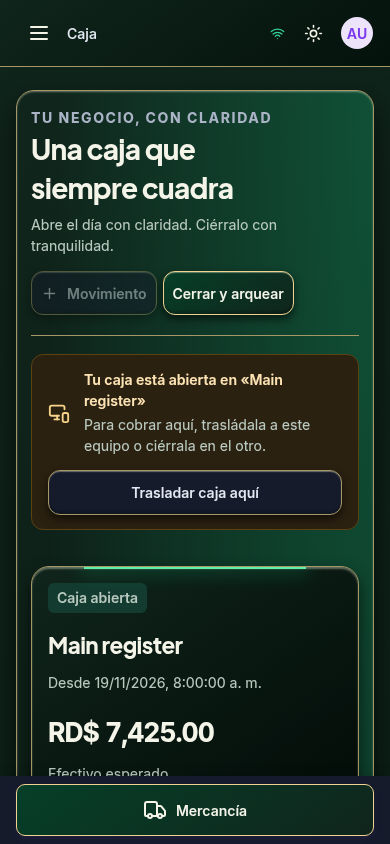 Caja
AU
TU NEGOCIO, CON CLARIDAD
Una caja que
siempre cuadra
Abre el día con claridad. Ciérralo con
tranquilidad.
Movimiento
Cerrar y arquear
Tu caja está abierta en «Main
register»
Para cobrar aquí, trasládala a este
equipo o ciérrala en el otro.
Trasladar caja aquí
Caja abierta
Main register
Desde 19/11/2026, 8:00:00 a. m.
RD$ 7,425.00
Efectivo esperado
Mercancía